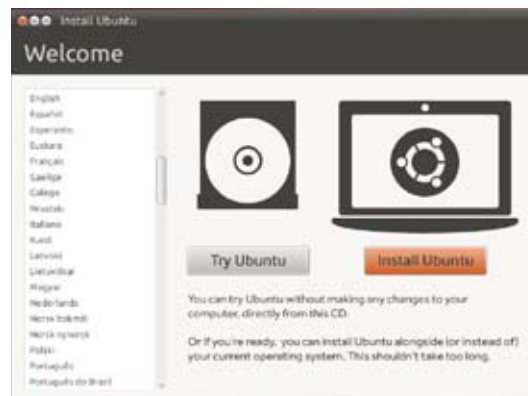 Install Ubuntu
Welcome
English
Español
Esperanto
Euskara
Français
Gaeilge
Galego
Hrvatski
Italiano
Kurdî
Latviski
Lietuviškai
Magyar
Nederlands
Norsk bokmål
Norsk nynorsk
Polski
Português
Português do Brasil
Try Ubuntu
Install Ubuntu
You can try Ubuntu without making any changes to your
computer, directly from this CD.
Or if you're ready, you can install Ubuntu alongside (or instead of)
your current operating system. This shouldn't take too long.